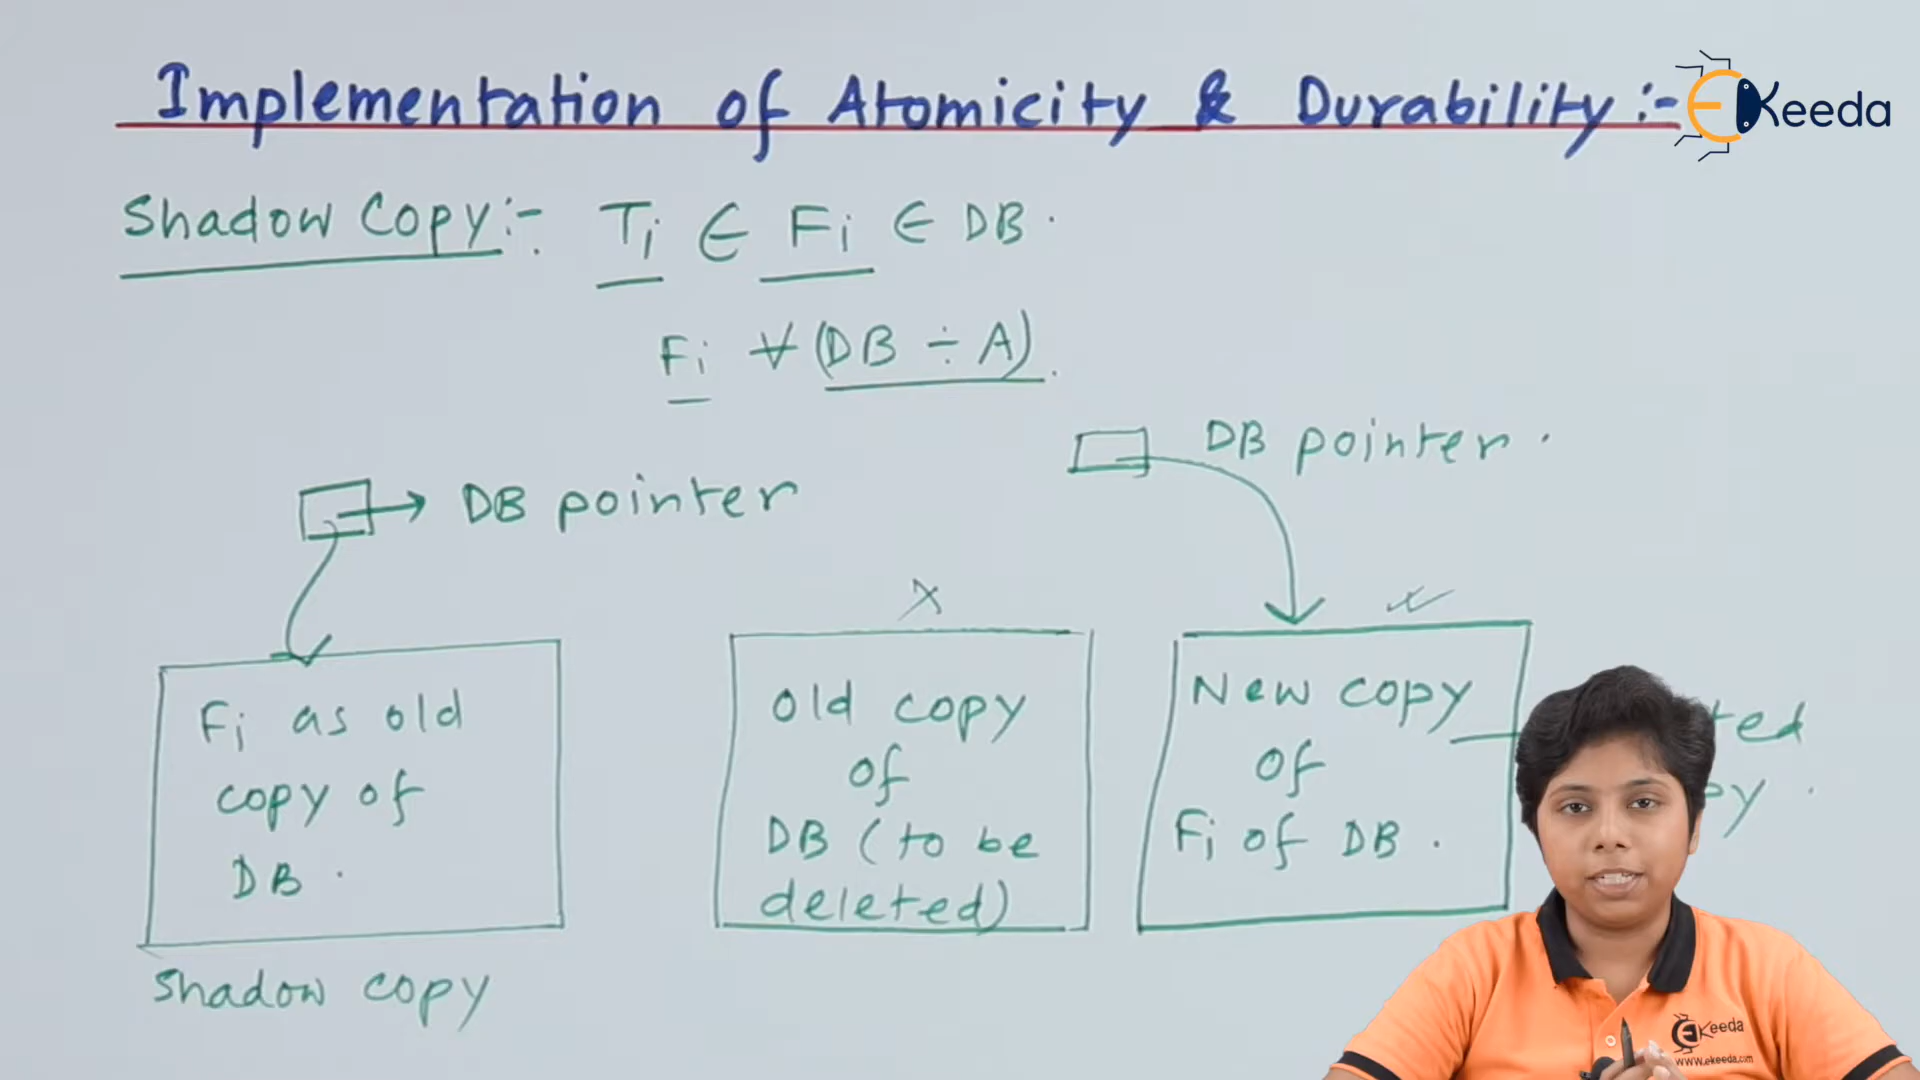 Implementation of Atomicity & Durability :-
EKeeda
Shadow Copy :- Ti ∈ Fi ∈ DB.
Fi ∀ (DB ÷ A).
DB pointer.
DB pointer
Fi as old
copy of
DB.
Shadow copy
x
old copy
of
DB (to be
deleted)
New copy
of
Fi of DB.
EKeeda
www.ekeeda.com